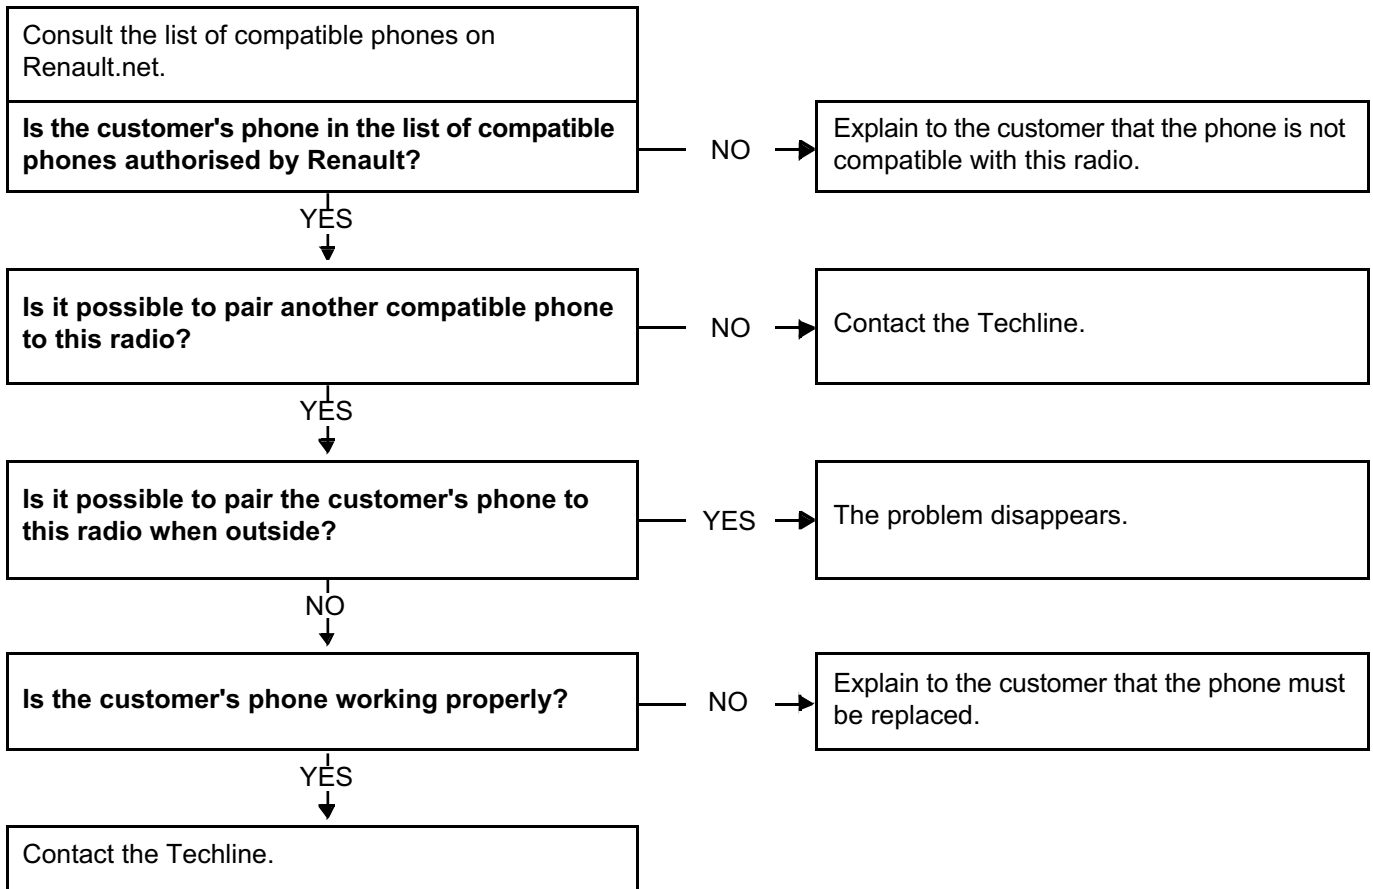 Consult the list of compatible phones on
Renault.net.
Is the customer's phone in the list of compatible
phones authorised by Renault?
NO
Explain to the customer that the phone is not
compatible with this radio.
YES
Is it possible to pair another compatible phone
to this radio?
NO
Contact the Techline.
YES
Is it possible to pair the customer's phone to
this radio when outside?
YES
The problem disappears.
NO
Is the customer's phone working properly?
NO
Explain to the customer that the phone must
be replaced.
YES
Contact the Techline.